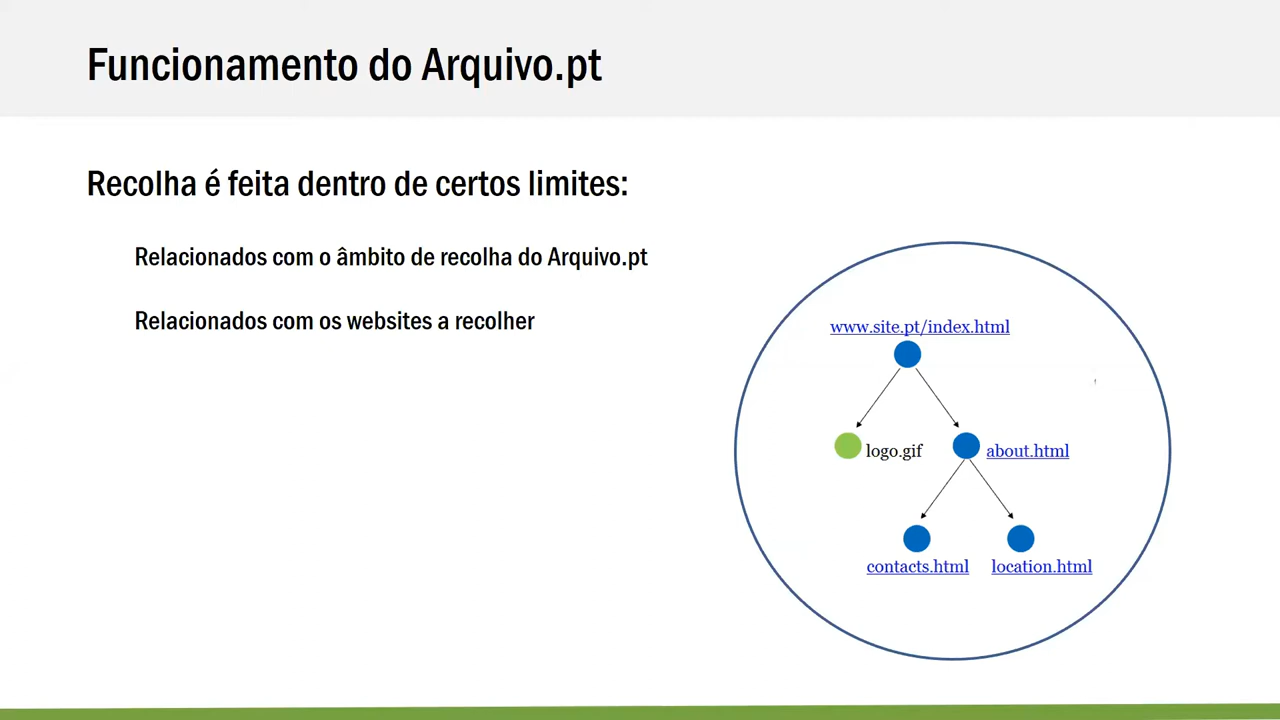 Funcionamento do Arquivo.pt
Recolha é feita dentro de certos limites:
Relacionados com o âmbito de recolha do Arquivo.pt
Relacionados com os websites a recolher
www.site.pt/index.html
logo.gif
about.html
contacts.html
location.html